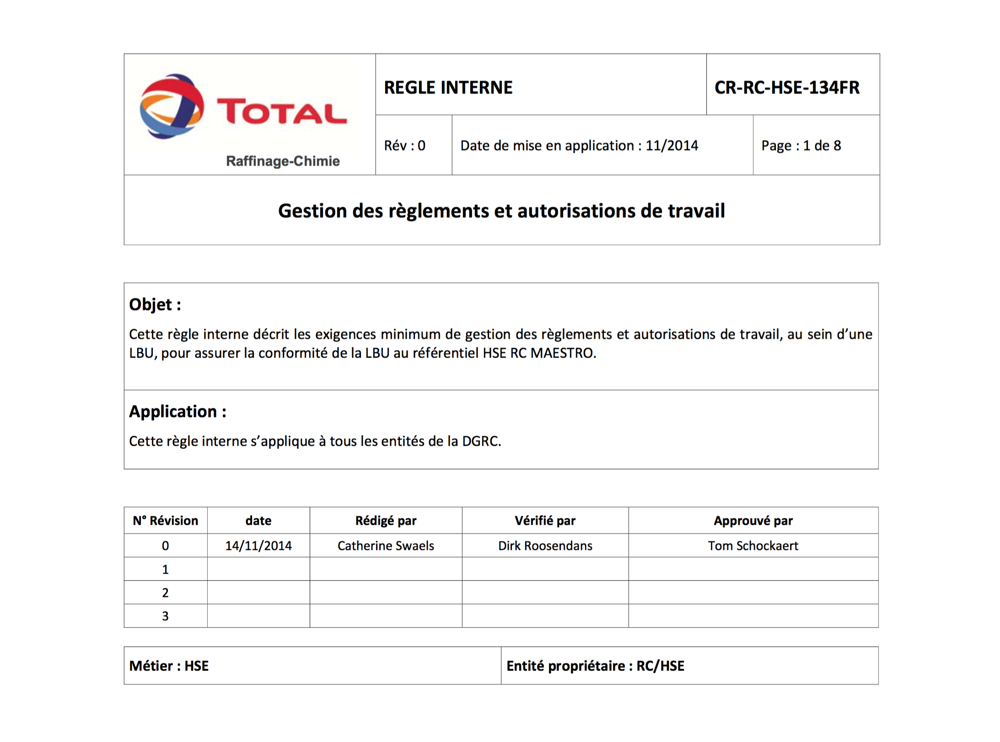 TOTAL
Raffinage-Chimie
REGLE INTERNE
CR-RC-HSE-134FR
Rév : 0
Date de mise en application : 11/2014
Page : 1 de 8
Gestion des règlements et autorisations de travail
Objet :
Cette règle interne décrit les exigences minimum de gestion des règlements et autorisations de travail, au sein d’une
LBU, pour assurer la conformité de la LBU au référentiel HSE RC MAESTRO.
Application :
Cette règle interne s’applique à tous les entités de la DGRC.
N° Révision date Rédigé par Vérifié par Approuvé par
0 14/11/2014 Catherine Swaels Dirk Roosendans Tom Schockaert
1
2
3
Métier : HSE
Entité propriétaire : RC/HSE